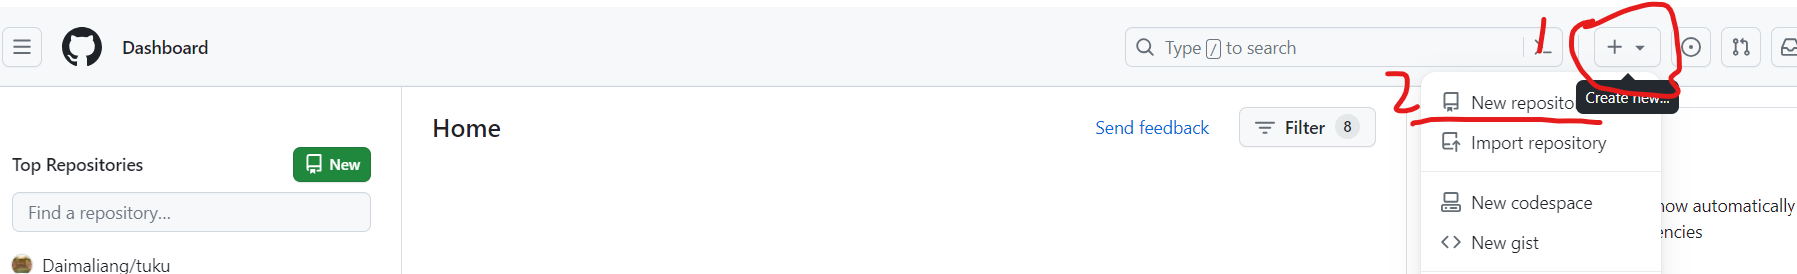 Dashboard
Type / to search
1
2
New reposito
Create new...
Home
Send feedback
Filter 8
Import repository
Top Repositories
New
Find a repository...
New codespace
now automatically
encies
New gist
Daimaliang/tuku